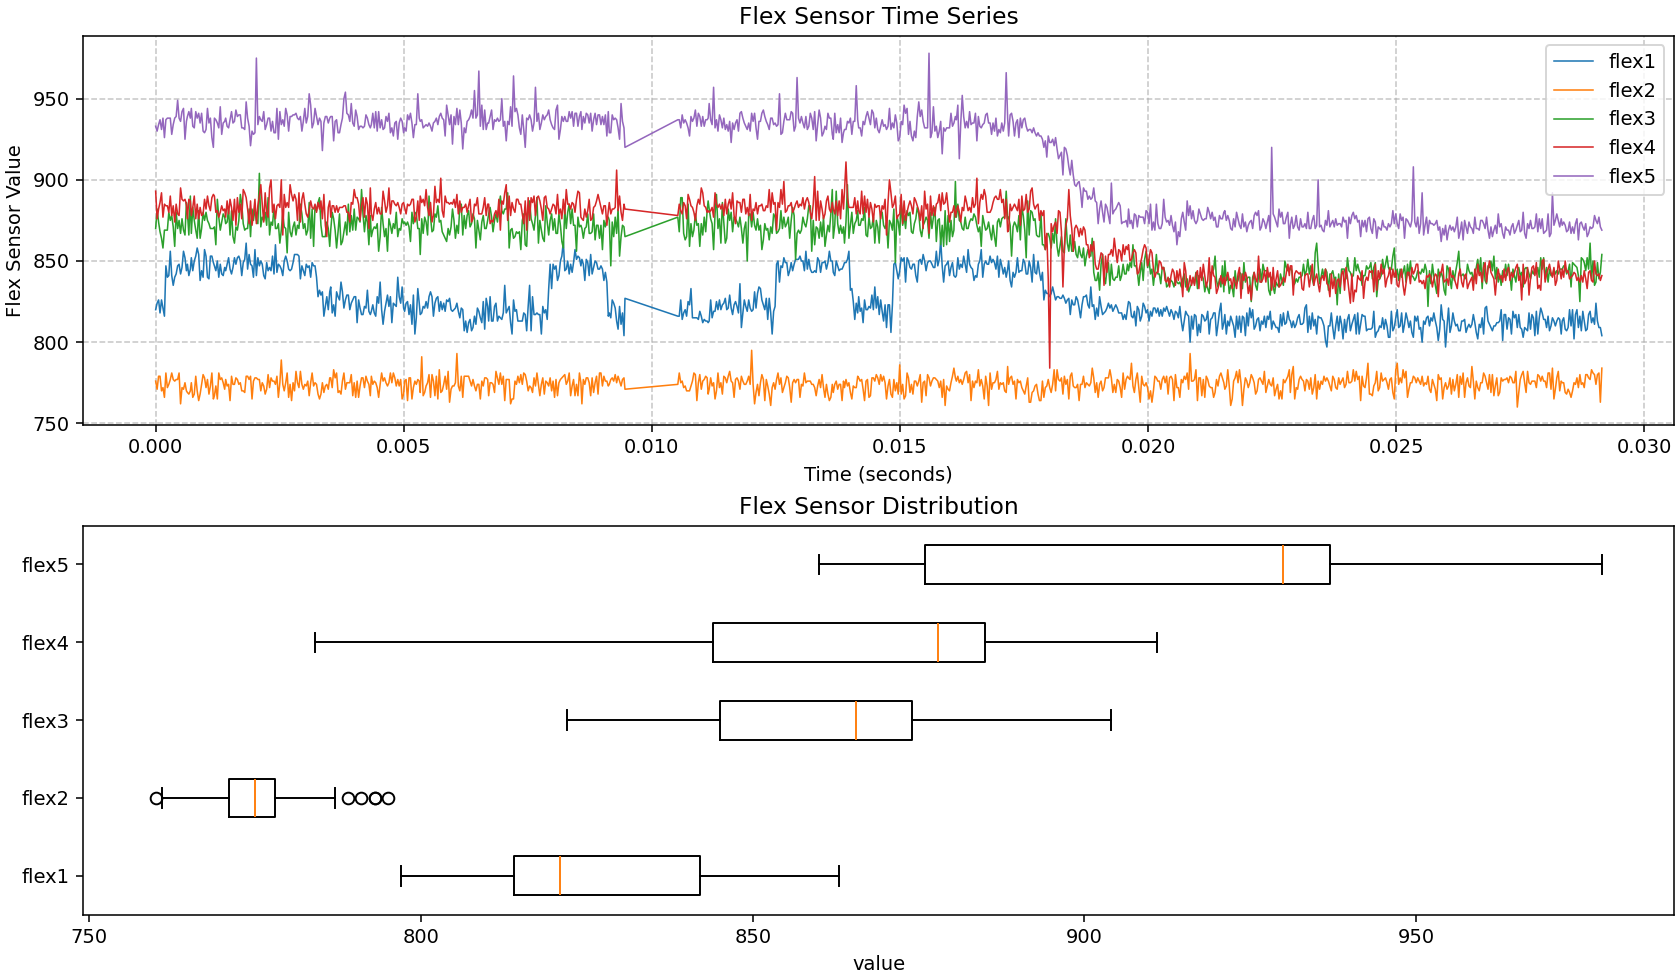 Flex Sensor Time Series
Flex Sensor Value
950
900
850
800
750
flex1
flex2
flex3
flex4
flex5
0.000 0.005 0.010 0.015 0.020 0.025 0.030
Time (seconds)
Flex Sensor Distribution
flex5
flex4
flex3
flex2
flex1
750 800 850 900 950
value